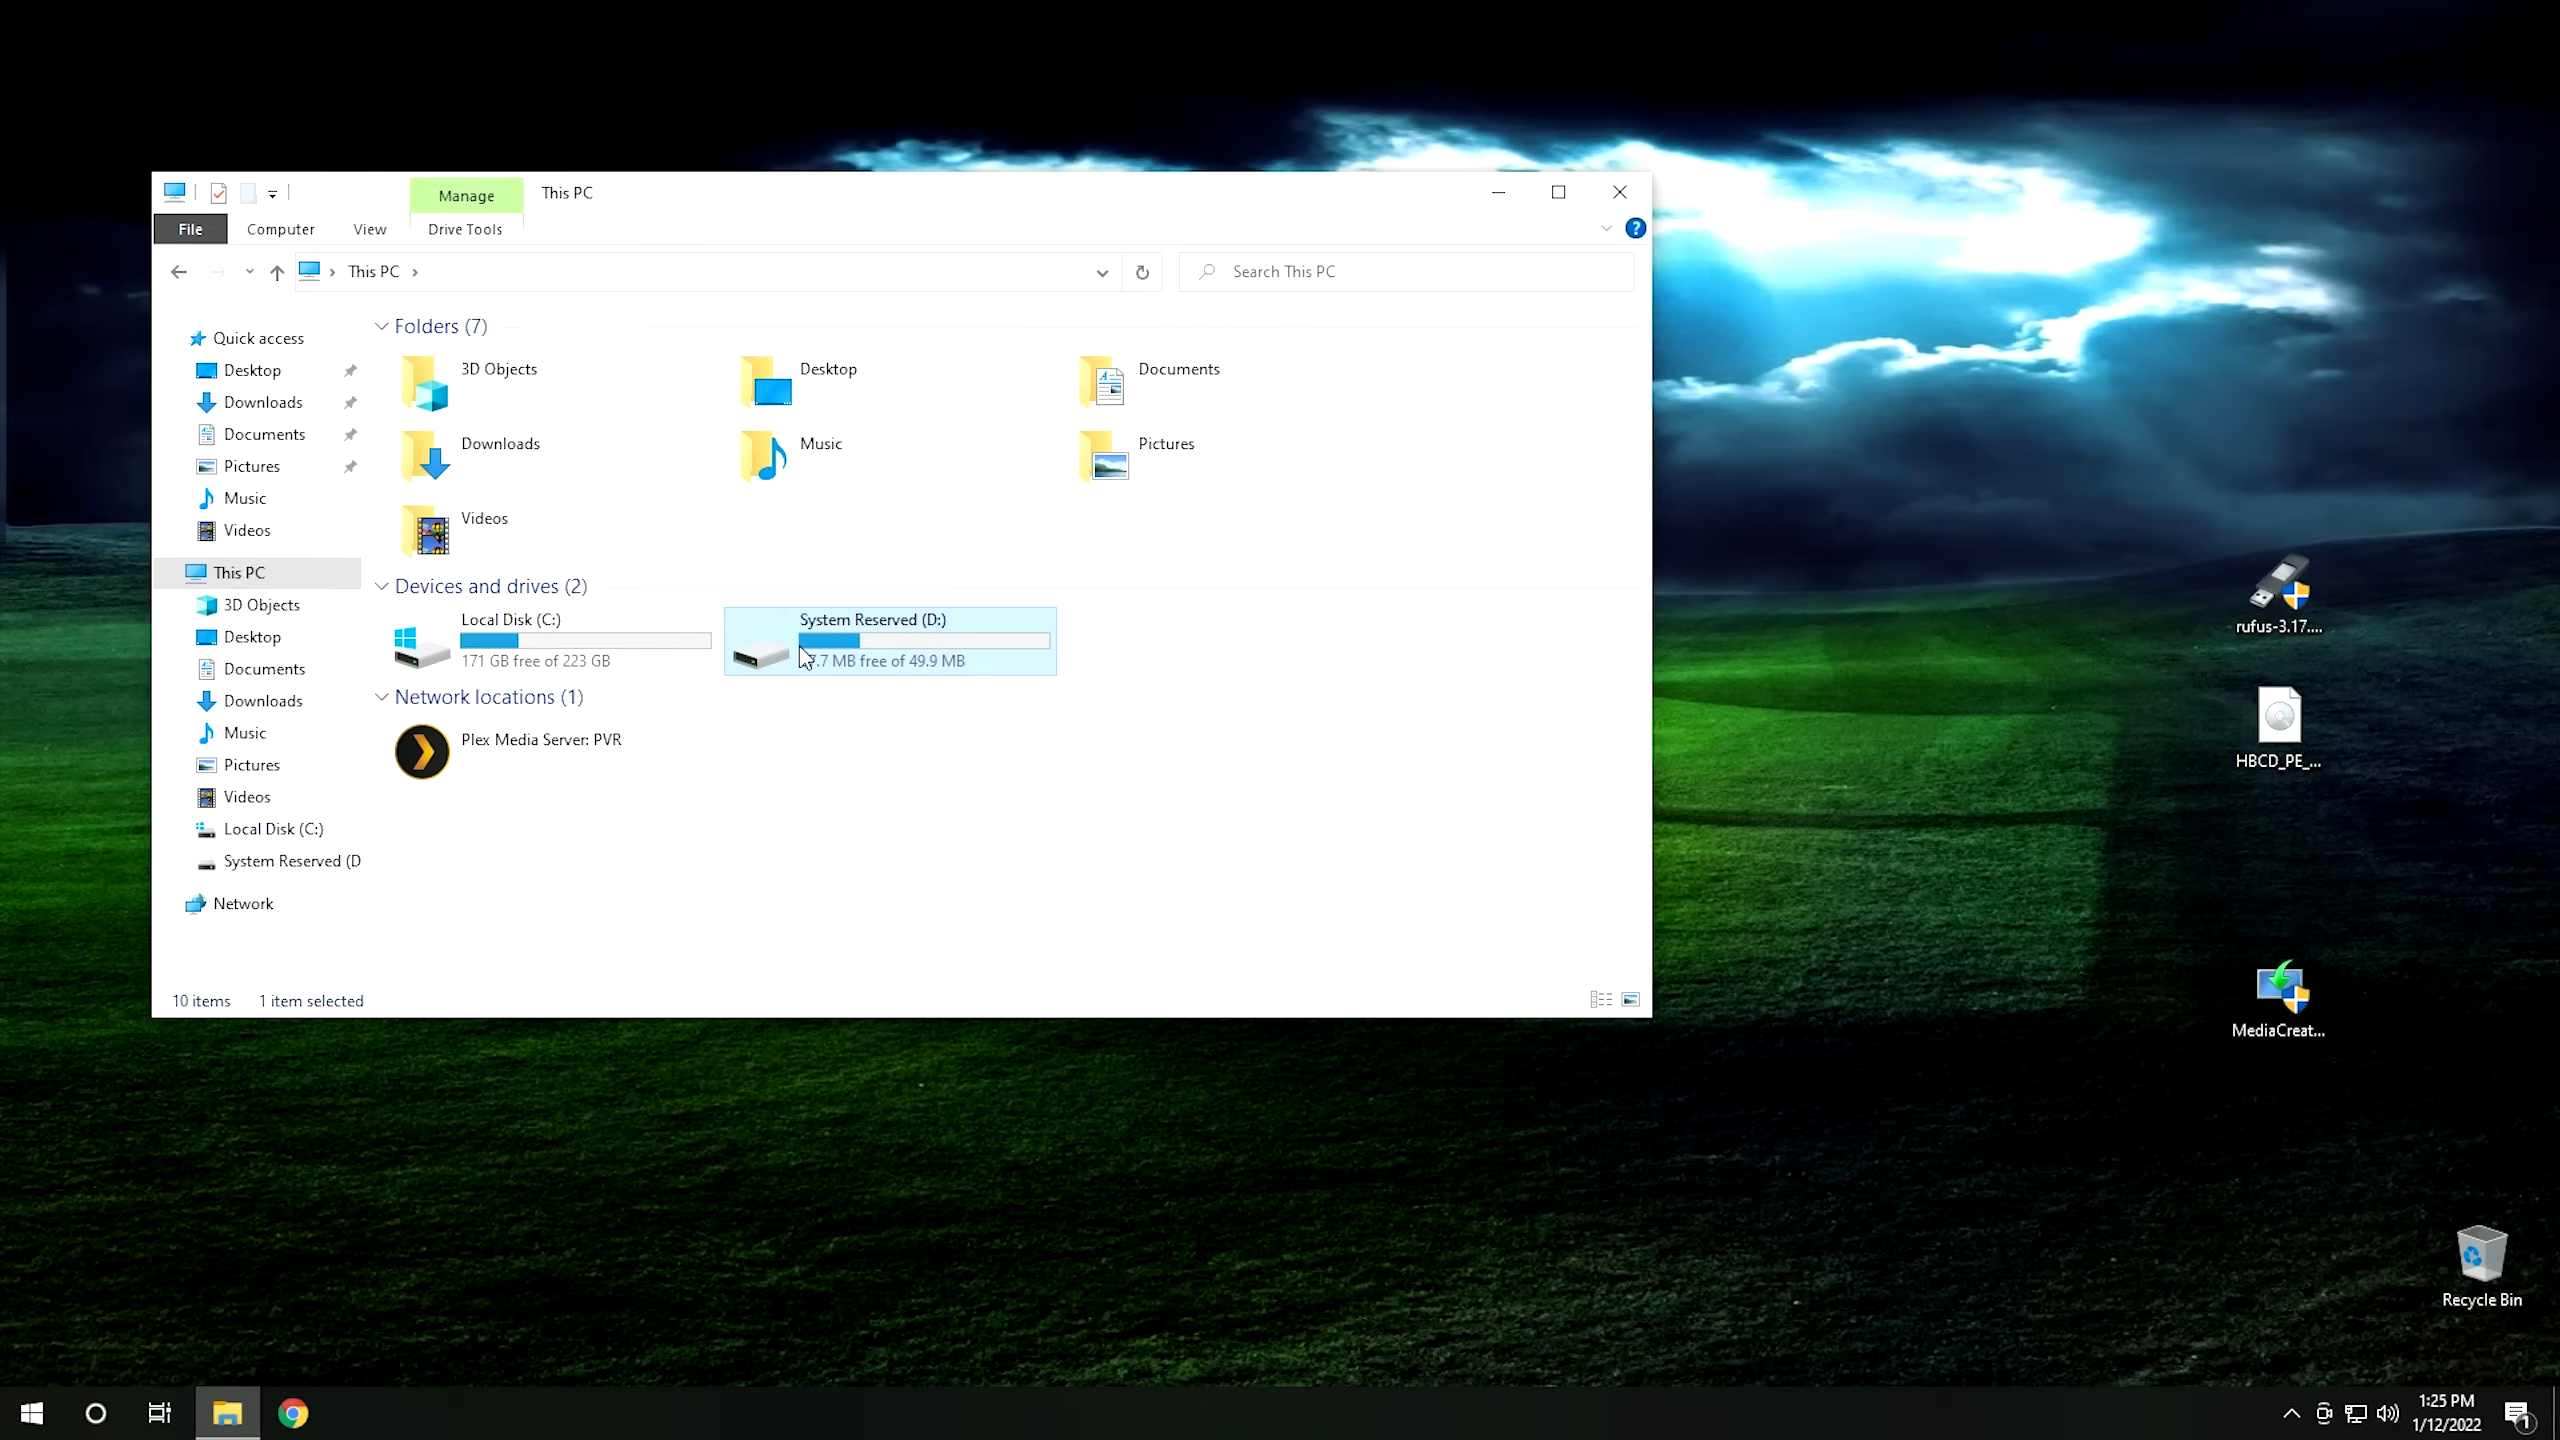 Manage
This PC
File
Computer
View
Drive Tools
This PC
Search This PC
Quick access
Desktop
Downloads
Documents
Pictures
Music
Videos
This PC
3D Objects
Desktop
Documents
Downloads
Music
Pictures
Videos
Local Disk (C:)
System Reserved (D
Network
Folders (7)
3D Objects
Desktop
Documents
Downloads
Music
Pictures
Videos
Devices and drives (2)
Local Disk (C:)
171 GB free of 223 GB
System Reserved (D:)
MB free of 49.9 MB
Network locations (1)
Plex Media Server: PVR
10 items
1 item selected
rufus-3.17....
HBCD_PE_...
MediaCreat...
Recycle Bin
1:25 PM
1/12/2022
1